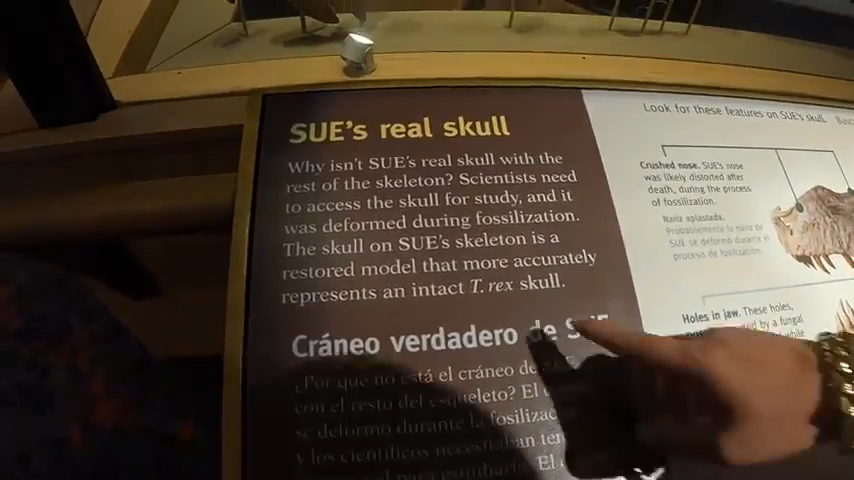 SUE's real skull
Why isn't SUE's real skull with the
rest of the skeleton? Scientists need
to access the skull for study, and it
was deformed during fossilization.
The skull on SUE's skeleton is a
restored model that more accurately
represents an intact T. rex skull.
Cráneo verdadero de SUE
¿Por qué no está el cráneo de
con el resto del esqueleto? El
se deformó durante la fosilizac
y los científicos necesitaban ten
Look for these features on SUE's skull.
Crushed nose. SUE's nose
was likely distorted after
death, during the process
of fossilization.
Nariz aplastada.
Probablemente la nariz de
SUE se deformó durante el
proceso de fosilización.
Holes in jaw. These holes,